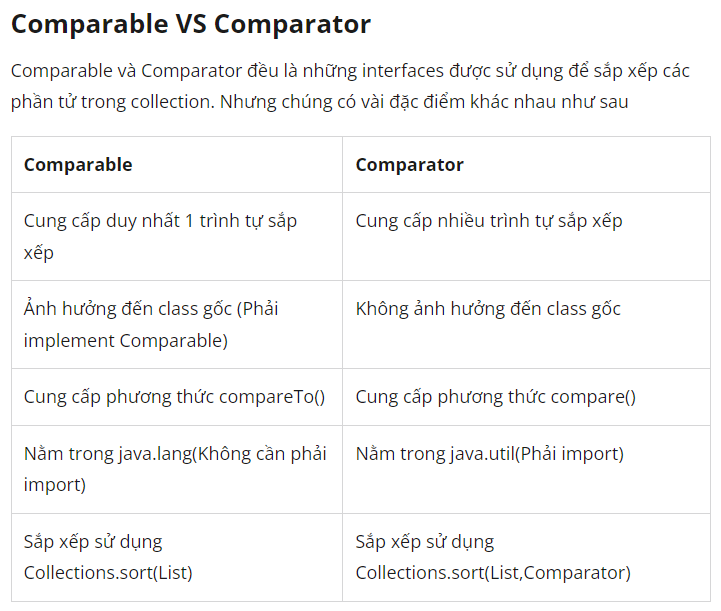 Comparable VS Comparator
Comparable và Comparator đều là những interfaces được sử dụng để sắp xếp các
phần tử trong collection. Nhưng chúng có vài đặc điểm khác nhau như sau
Comparable
Comparator
Cung cấp duy nhất 1 trình tự sắp
xếp
Cung cấp nhiều trình tự sắp xếp
Ảnh hưởng đến class gốc (Phải
implement Comparable)
Không ảnh hưởng đến class gốc
Cung cấp phương thức compareTo()
Cung cấp phương thức compare()
Nằm trong java.lang(Không cần phải
import)
Nằm trong java.util(Phải import)
Sắp xếp sử dụng
Collections.sort(List)
Sắp xếp sử dụng
Collections.sort(List,Comparator)